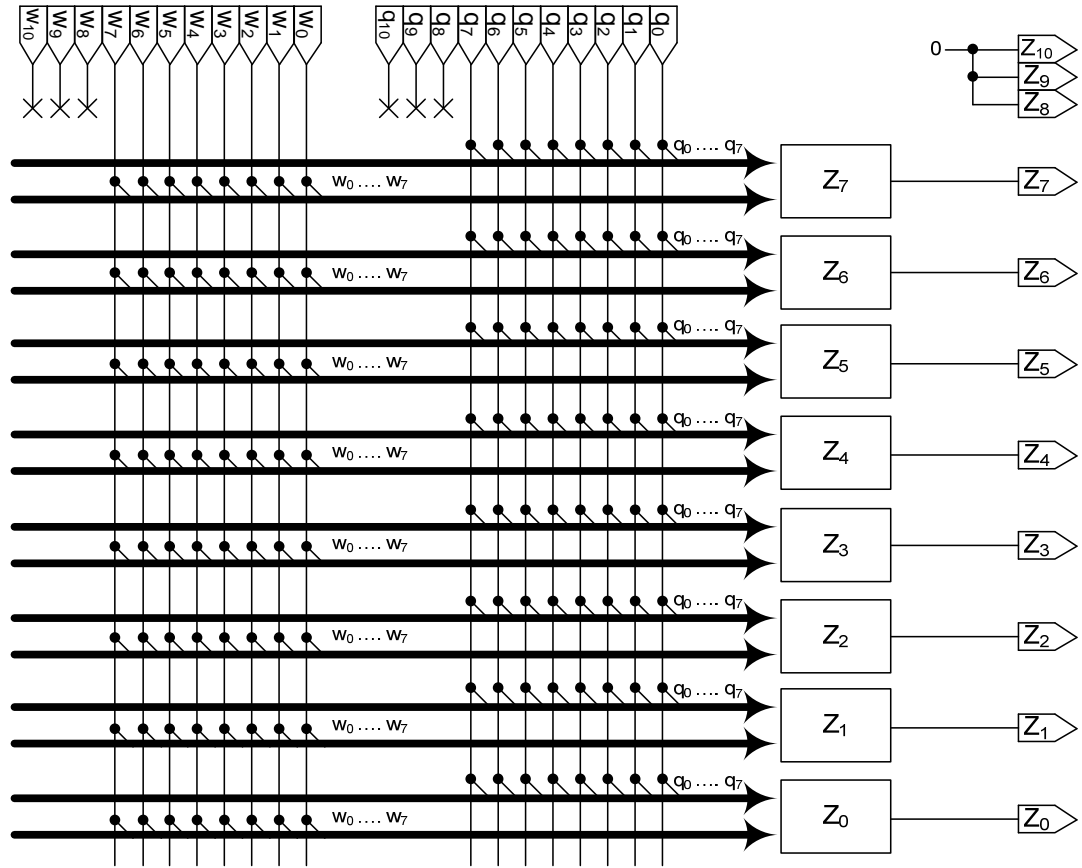 w10 w9 w8 w7 w6 w5 w4 w3 w2 w1 w0 q10 q9 q8 q7 q6 q5 q4 q3 q2 q1 q0
0 Z10
Z9
Z8
q0 .... q7
w0 .... w7 Z7 Z7
q0 .... q7
w0 .... w7 Z6 Z6
q0 .... q7
w0 .... w7 Z5 Z5
q0 .... q7
w0 .... w7 Z4 Z4
q0 .... q7
w0 .... w7 Z3 Z3
q0 .... q7
w0 .... w7 Z2 Z2
q0 .... q7
w0 .... w7 Z1 Z1
q0 .... q7
w0 .... w7 Z0 Z0